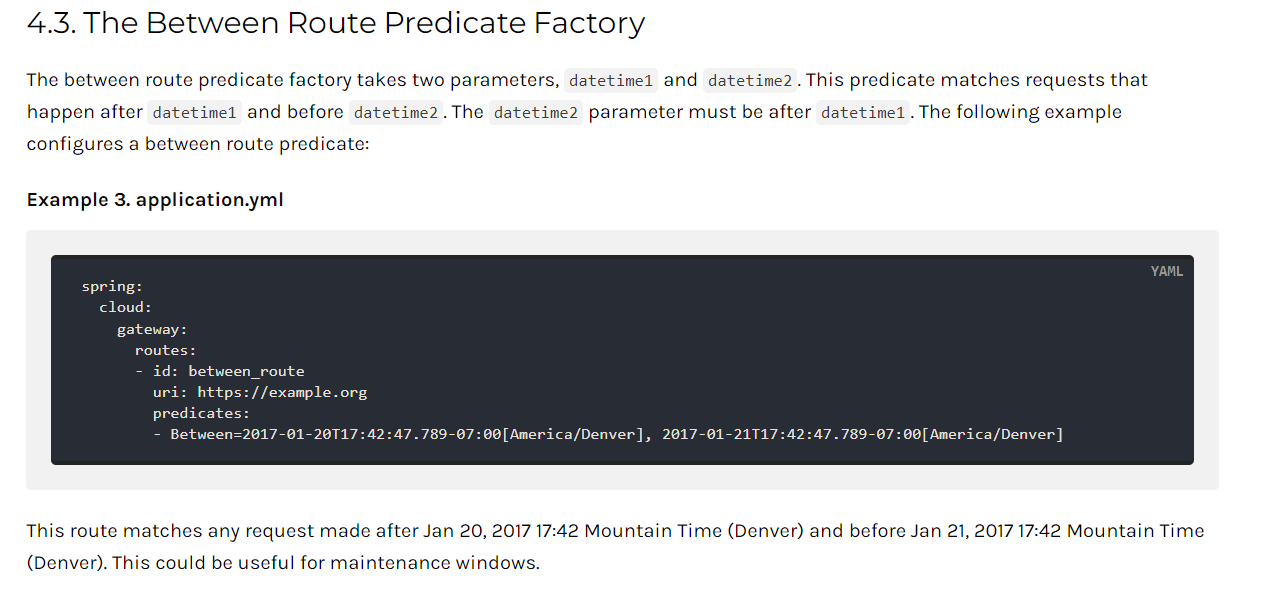 4.3. The Between Route Predicate Factory
The between route predicate factory takes two parameters, datetime1 and datetime2. This predicate matches requests that
happen after datetime1 and before datetime2. The datetime2 parameter must be after datetime1. The following example
configures a between route predicate:
Example 3. application.yml
YAML
spring:
  cloud:
    gateway:
      routes:
      - id: between_route
        uri: https://example.org
        predicates:
        - Between=2017-01-20T17:42:47.789-07:00[America/Denver], 2017-01-21T17:42:47.789-07:00[America/Denver]
This route matches any request made after Jan 20, 2017 17:42 Mountain Time (Denver) and before Jan 21, 2017 17:42 Mountain Time
(Denver). This could be useful for maintenance windows.